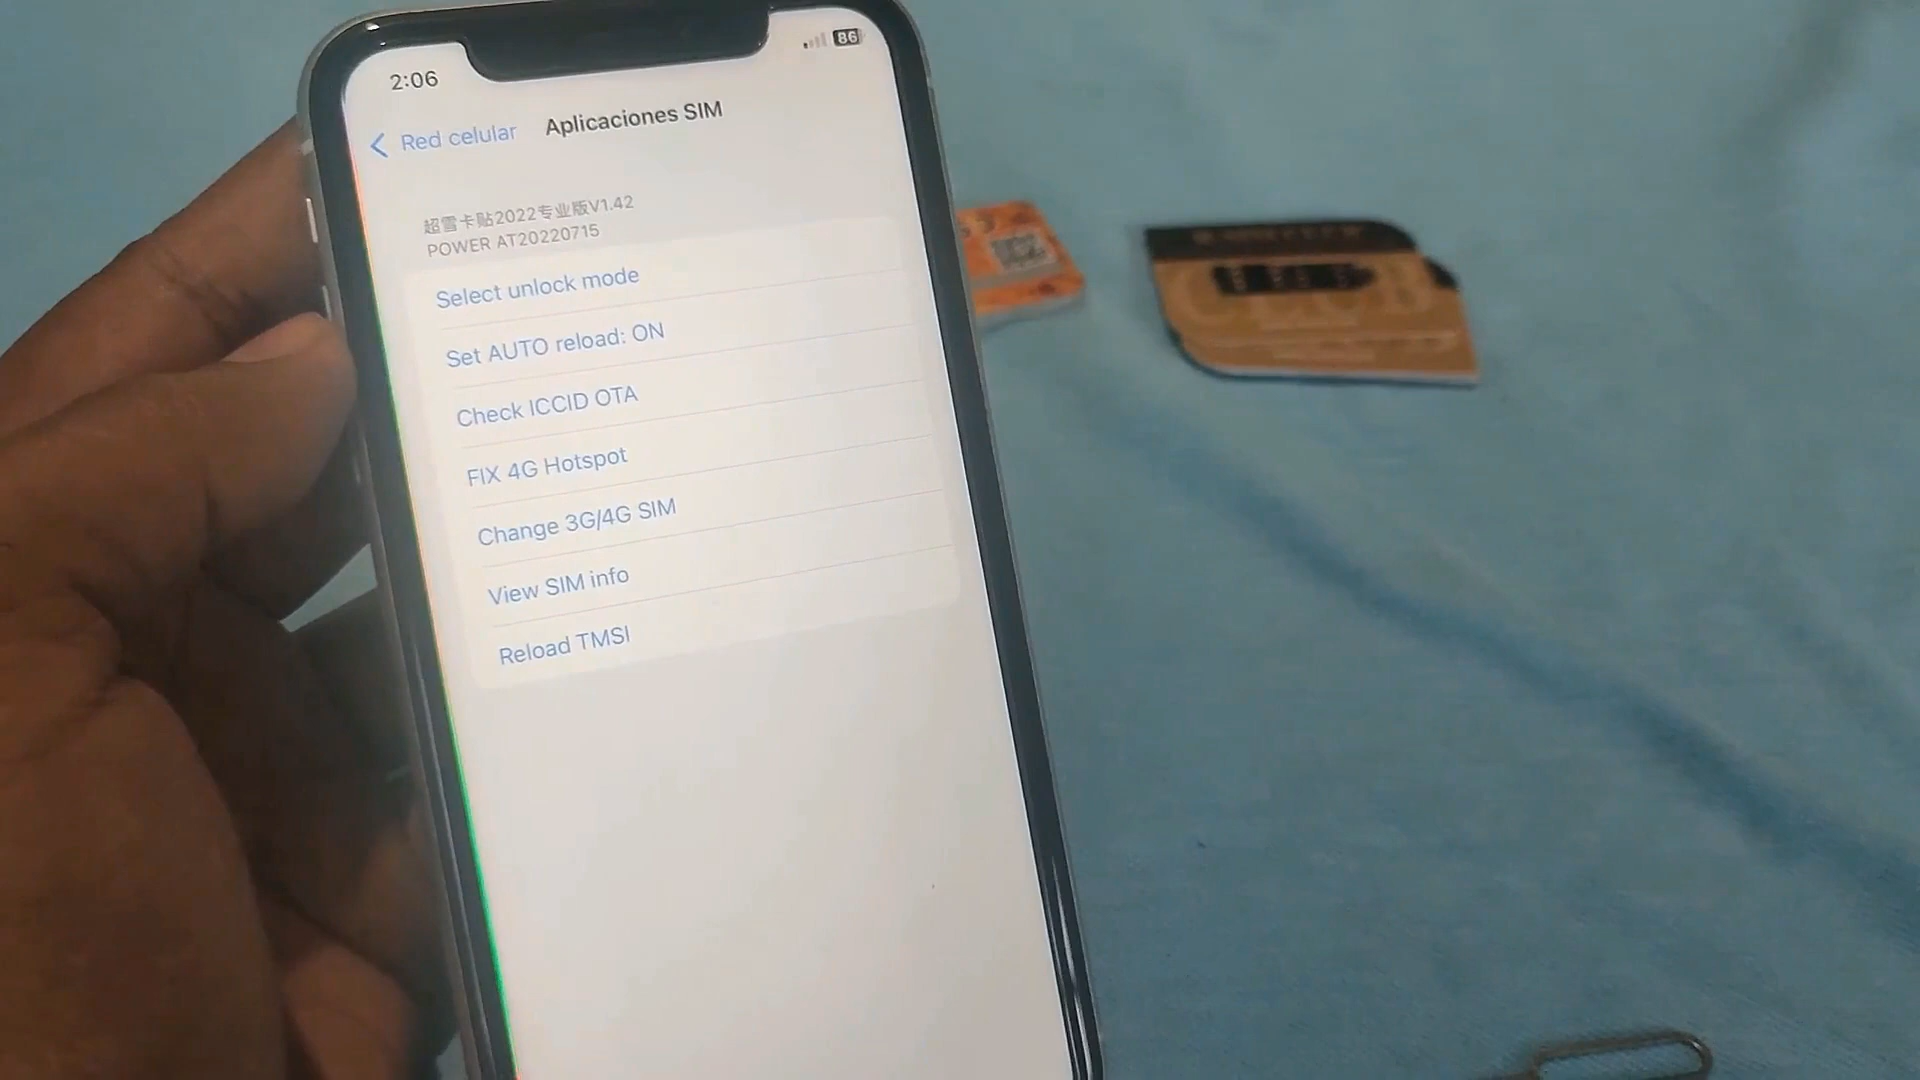 2:06
86
Red celular
Aplicaciones SIM
超雪卡贴2022专业版V1.42
POWER AT20220715
Select unlock mode
Set AUTO reload: ON
Check ICCID OTA
FIX 4G Hotspot
Change 3G/4G SIM
View SIM info
Reload TMSI